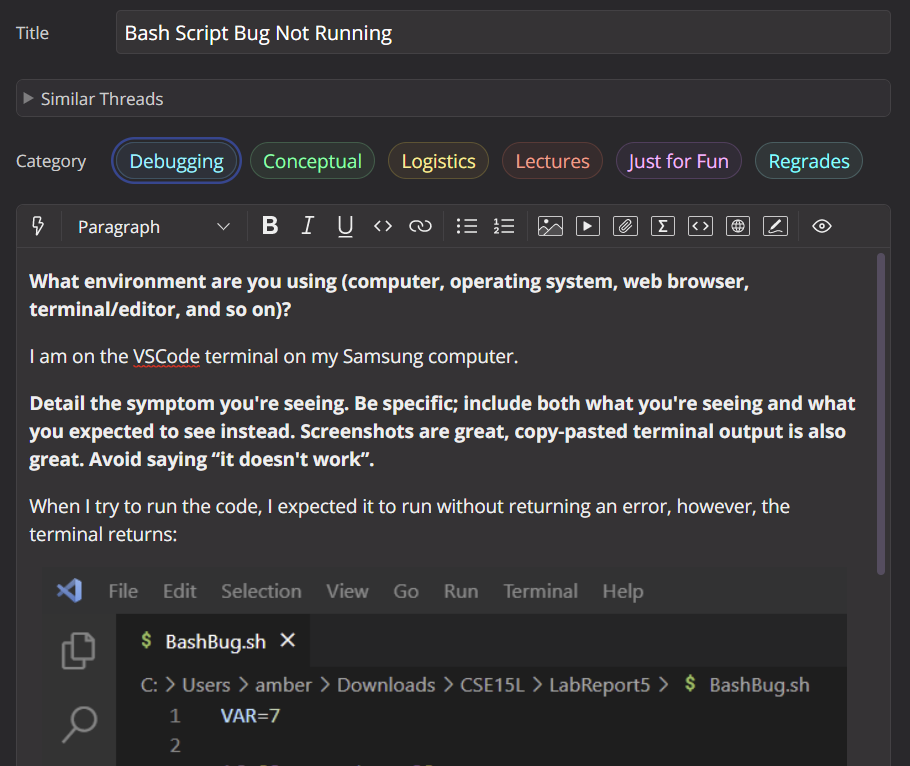 Title
Bash Script Bug Not Running
Similar Threads
Category Debugging Conceptual Logistics Lectures Just for Fun Regrades
Paragraph B I U
What environment are you using (computer, operating system, web browser,
terminal/editor, and so on)?
I am on the VSCode terminal on my Samsung computer.
Detail the symptom you're seeing. Be specific; include both what you're seeing and what
you expected to see instead. Screenshots are great, copy-pasted terminal output is also
great. Avoid saying “it doesn't work”.
When I try to run the code, I expected it to run without returning an error, however, the
terminal returns:
File Edit Selection View Go Run Terminal Help
$ BashBug.sh ✕
C: > Users > amber > Downloads > CSE15L > LabReport5 > $ BashBug.sh
1 VAR=7
2